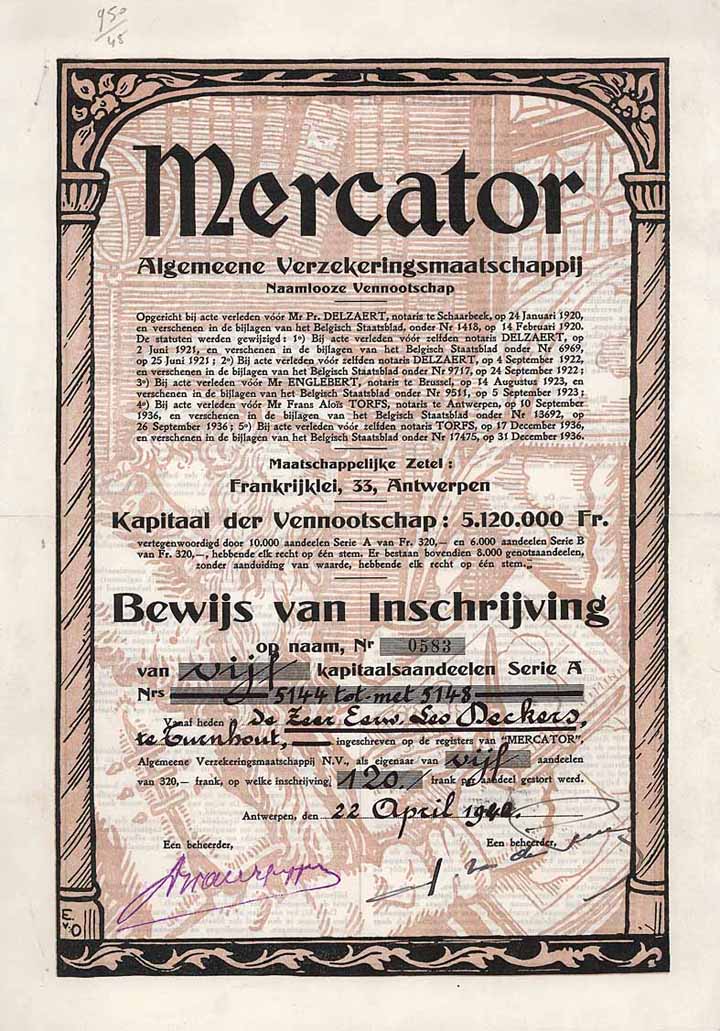 950
45
Mercator
Algemeene Verzekeringsmaatschappij
Naamlooze Vennootschap
Opgericht bij acte verleden vóór Mr Pr. DELZAERT, notaris te Schaarbeek, op 24 Januari 1920,
en verschenen in de bijlagen van het Belgisch Staatsblad, onder Nr 1418, op 14 Februari 1920.
De statuten werden gewijzigd : 1º) Bij acte verleden vóór zelfden notaris DELZAERT, op
2 Juni 1921, en verschenen in de bijlagen van het Belgisch Staatsblad onder Nr 6969,
op 25 Juni 1921 ; 2º) Bij acte verleden vóór zelfden notaris DELZAERT, op 4 September 1922,
en verschenen in de bijlagen van het Belgisch Staatsblad onder Nr 9717, op 24 September 1922 ;
3º) Bij acte verleden vóór Mr ENGLEBERT, notaris te Brussel, op 14 Augustus 1923, en
verschenen in de bijlagen van het Belgisch Staatsblad onder Nr 9511, op 5 September 1923 ;
4º) Bij acte verleden vóór Mr Frans Aloïs TORFS, notaris te Antwerpen, op 10 September
1936, en verschenen in de bijlagen van het Belgisch Staatsblad onder Nr 13692, op
26 September 1936 ; 5º) Bij acte verleden vóór zelfden notaris TORFS, op 17 December 1936,
en verschenen in de bijlagen van het Belgisch Staatsblad onder Nr 17475, op 31 December 1936.
Maatschappelijke Zetel :
Frankrijklei, 33, Antwerpen
Kapitaal der Vennootschap : 5.120.000 Fr.
vertegenwoordigd door 10.000 aandeelen Serie A van Fr. 320,— en 6.000 aandeelen Serie B
van Fr. 320,—, hebbende elk recht op één stem. Er bestaan bovendien 8.000 genotsaandeelen,
zonder aanduiding van waarde, hebbende elk recht op één stem.
Bewijs van Inschrijving
op naam, Nr 0583
van vijf kapitaalsaandeelen Serie A
Nrs 5144 tot-met 5148
Vanaf heden is de Zeer Eerw. Leo Deckers,
te Turnhout, ingeschreven op de registers van "MERCATOR".
Algemeene Verzekeringsmaatschappij N.V., als eigenaar van vijf aandeelen
van 320,— frank, op welke inschrijving 120,/ frank per aandeel gestort werd.
Antwerpen, den 22 April 1940.
Een beheerder, Een beheerder,
E.
v. O